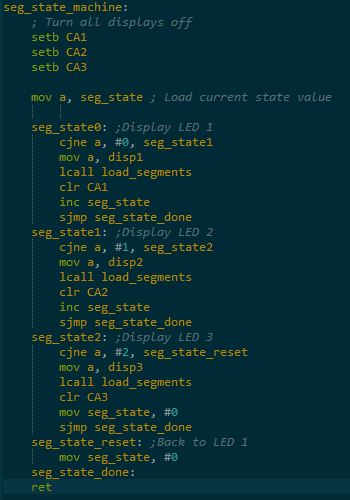 seg_state_machine:
; Turn all displays off
setb CA1
setb CA2
setb CA3
mov a, seg_state ; Load current state value
seg_state0: ;Display LED 1
cjne a, #0, seg_state1
mov a, disp1
lcall load_segments
clr CA1
inc seg_state
sjmp seg_state_done
seg_state1: ;Display LED 2
cjne a, #1, seg_state2
mov a, disp2
lcall load_segments
clr CA2
inc seg_state
sjmp seg_state_done
seg_state2: ;Display LED 3
cjne a, #2, seg_state_reset
mov a, disp3
lcall load_segments
clr CA3
mov seg_state, #0
sjmp seg_state_done
seg_state_reset: ;Back to LED 1
mov seg_state, #0
seg_state_done:
ret